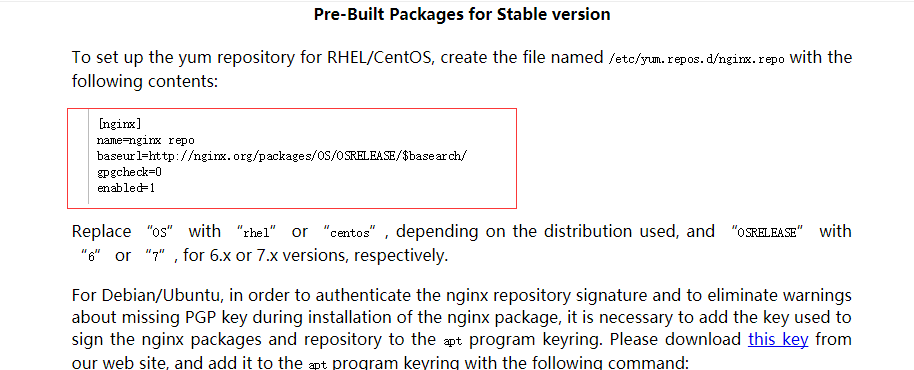 Pre-Built Packages for Stable version
To set up the yum repository for RHEL/CentOS, create the file named /etc/yum.repos.d/nginx.repo with the
following contents:
[nginx]
name=nginx repo
baseurl=http://nginx.org/packages/OS/OSRELEASE/$basearch/
gpgcheck=0
enabled=1
Replace “OS” with “rhel” or “centos” , depending on the distribution used, and “OSRELEASE” with
“6” or “7” , for 6.x or 7.x versions, respectively.
For Debian/Ubuntu, in order to authenticate the nginx repository signature and to eliminate warnings
about missing PGP key during installation of the nginx package, it is necessary to add the key used to
sign the nginx packages and repository to the apt program keyring. Please download this key from
our web site, and add it to the apt program keyring with the following command: